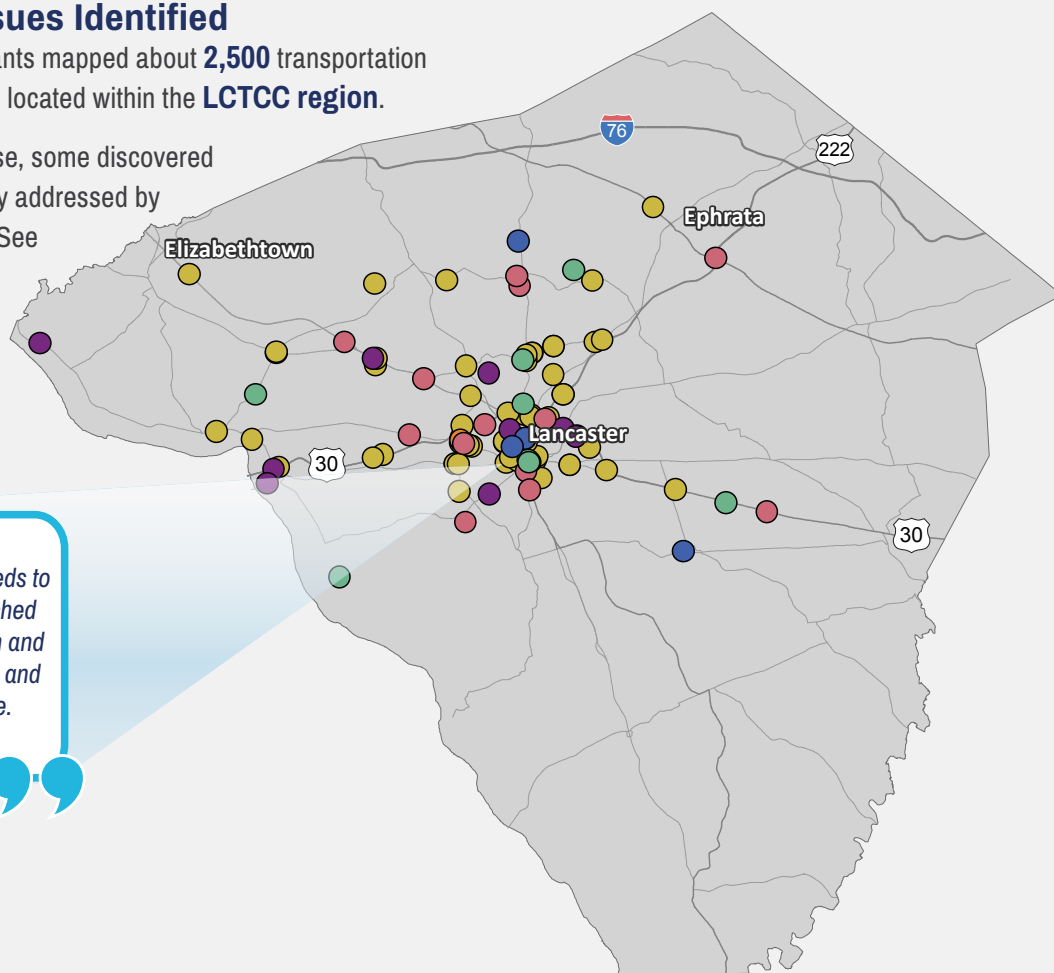 sues Identified
ants mapped about 2,500 transportation
located within the LCTCC region.
se, some discovered
y addressed by
See
76
222
Ephrata
Elizabethtown
Lancaster
30
30
eds to
hed
and
and
e.